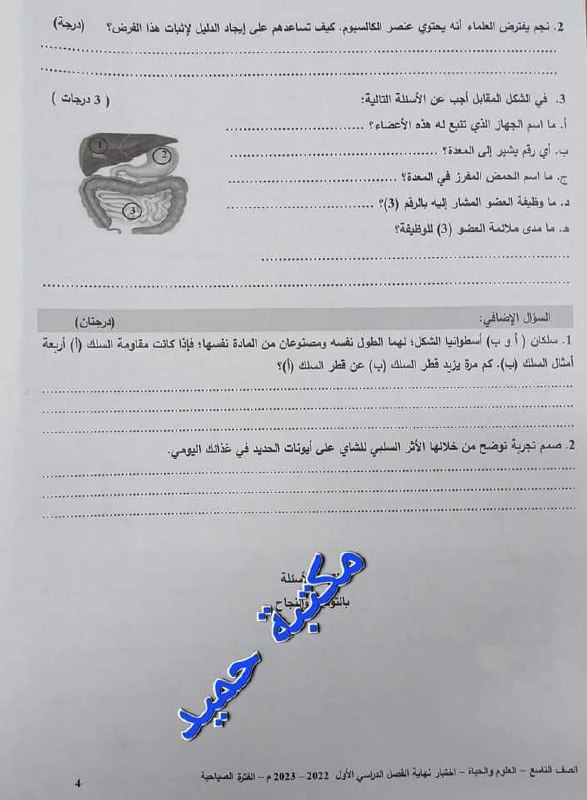 2. نجم يفترض العلماء أنه يحتوي عنصر الكالسيوم. كيف تساعدهم على إيجاد الدليل لإثبات هذا الفرض؟ (درجة)
3. في الشكل المقابل أجب عن الأسئلة التالية: ( 3 درجات )
أ. ما اسم الجهاز الذي تتبع له هذه الأعضاء؟
ب. أي رقم يشير إلى المعدة؟
ج. ما اسم الحمض المفرز في المعدة؟
د. ما وظيفة العضو المشار إليه بالرقم (3)؟
هـ. ما مدى ملائمة العضو (3) للوظيفة؟
1
2
3
السؤال الإضافي: (درجتان)
1. سلكان ( أ و ب) أسطوانيا الشكل؛ لهما الطول نفسه ومصنوعان من المادة نفسها؛ فإذا كانت مقاومة السلك (أ) أربعة
أمثال السلك (ب). كم مرة يزيد قطر السلك (ب) عن قطر السلك (أ)؟
2. صمم تجربة توضح من خلالها الأثر السلبي للشاي على أيونات الحديد في غذائك اليومي.
مكتبة حميد
الصف التاسع – العلوم والحياة – اختبار نهاية الفصل الدراسي الأول 2022 – 2023 م – الفترة الصباحية
4